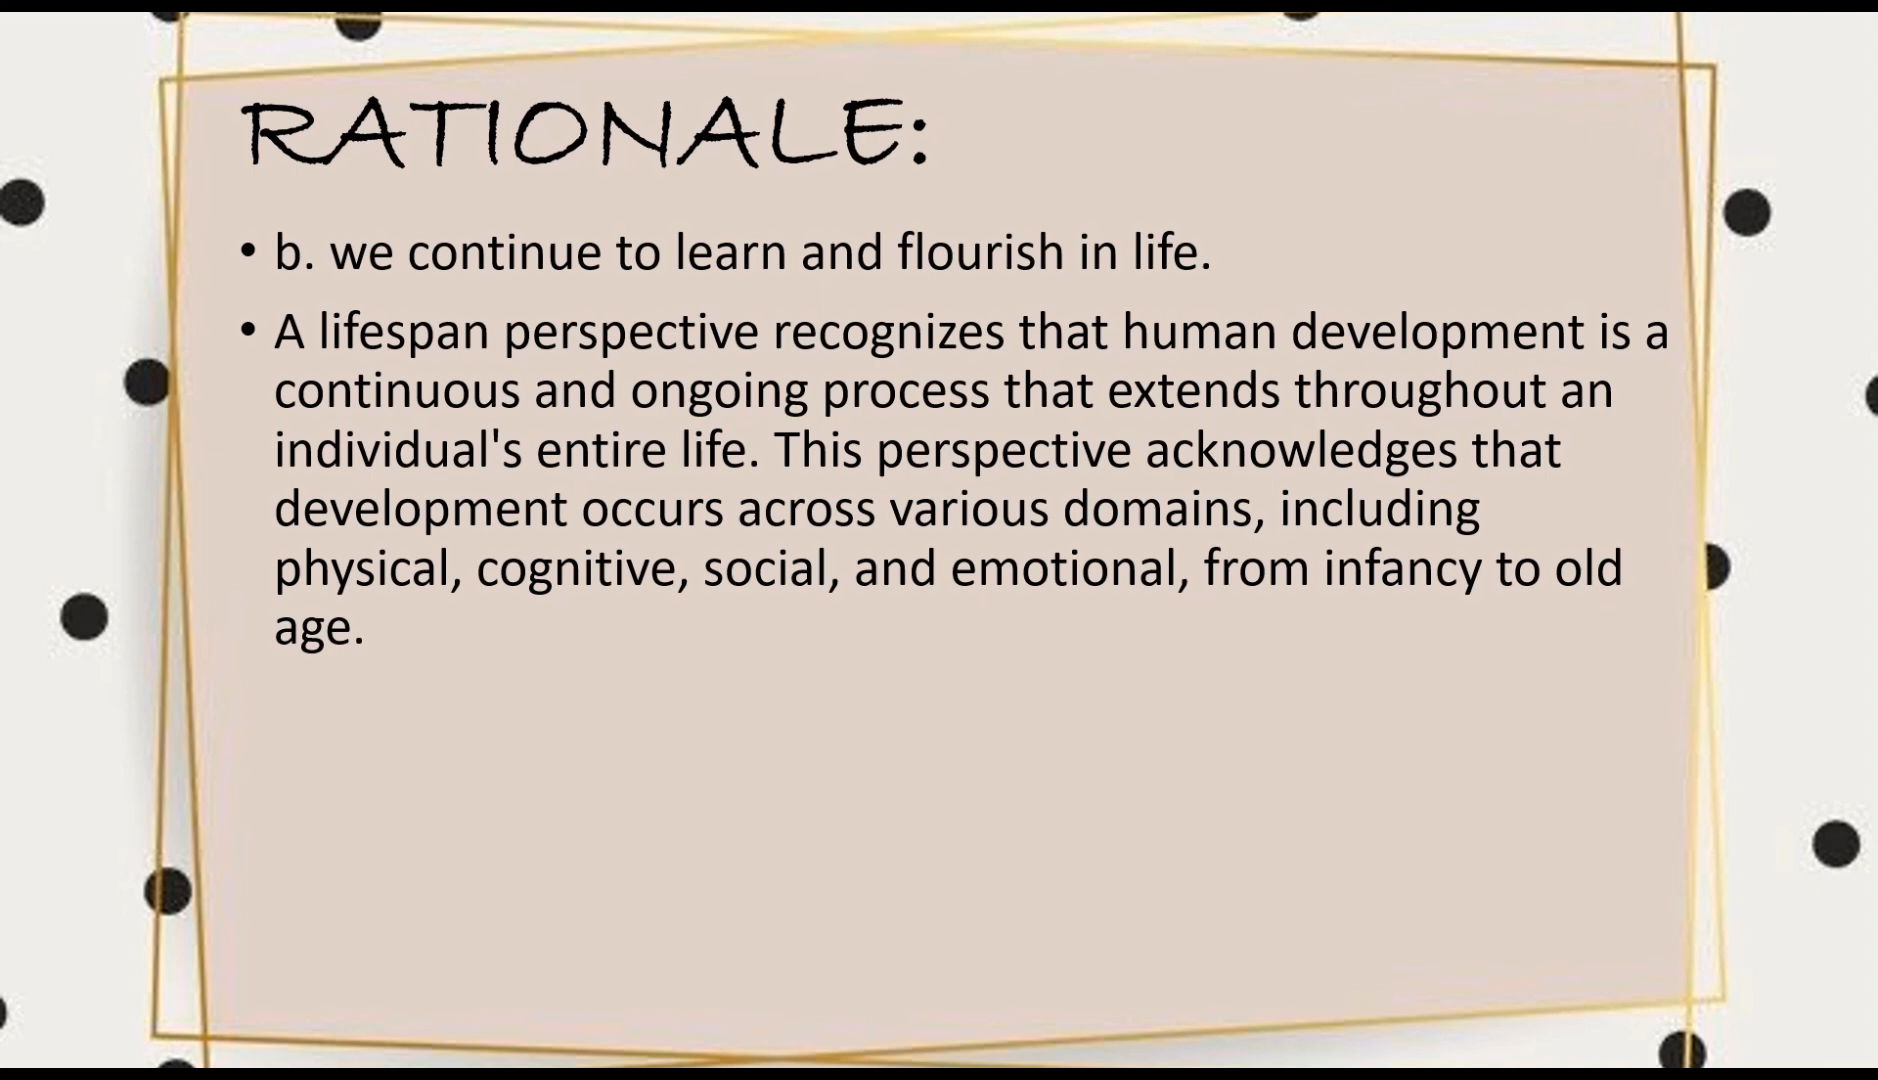 RATIONALE:
• b. we continue to learn and flourish in life.
• A lifespan perspective recognizes that human development is a
continuous and ongoing process that extends throughout an
individual's entire life. This perspective acknowledges that
development occurs across various domains, including
physical, cognitive, social, and emotional, from infancy to old
age.